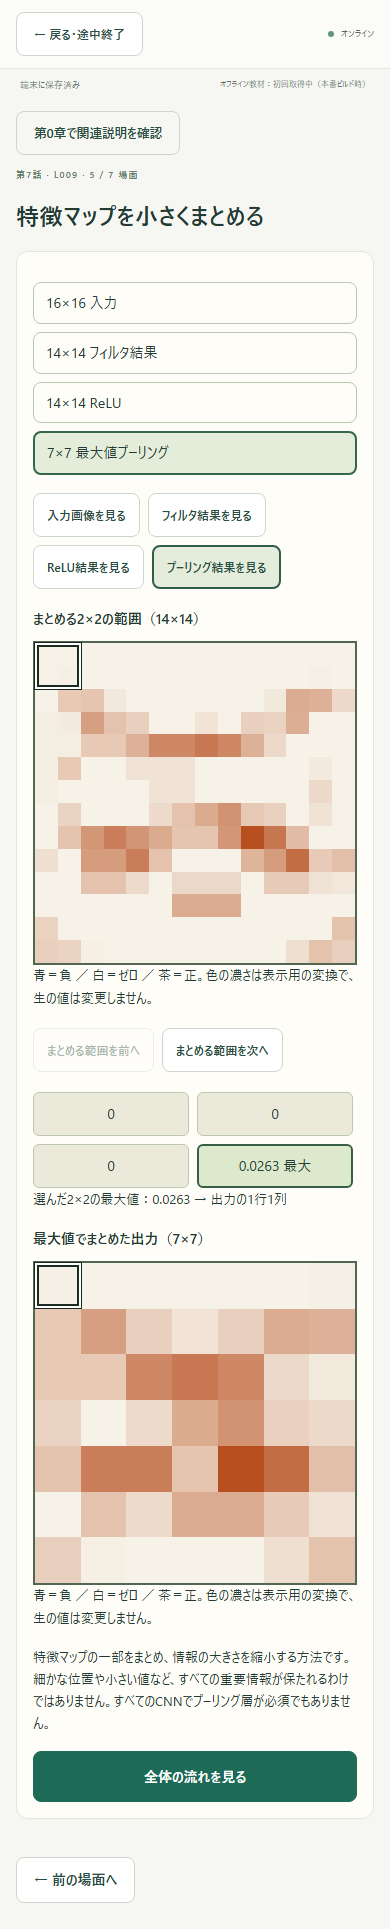 ← 戻る・途中終了
オンライン
端末に保存済み
オフライン教材：初回取得中（本番ビルド時）
第0章で関連説明を確認
第7話 · L009 · 5 / 7 場面
特徴マップを小さくまとめる
16×16 入力
14×14 フィルタ結果
14×14 ReLU
7×7 最大値プーリング
入力画像を見る
フィルタ結果を見る
ReLU結果を見る
プーリング結果を見る
まとめる2×2の範囲（14×14）
青＝負 ／ 白＝ゼロ ／ 茶＝正。色の濃さは表示用の変換で、
生の値は変更しません。
まとめる範囲を前へ
まとめる範囲を次へ
0
0
0
0.0263 最大
選んだ2×2の最大値：0.0263 → 出力の1行1列
最大値でまとめた出力（7×7）
青＝負 ／ 白＝ゼロ ／ 茶＝正。色の濃さは表示用の変換で、
生の値は変更しません。
特徴マップの一部をまとめ、情報の大きさを縮小する方法です。
細かな位置や小さい値など、すべての重要情報が保たれるわけ
ではありません。すべてのCNNでプーリング層が必須でもありませ
ん。
全体の流れを見る
← 前の場面へ